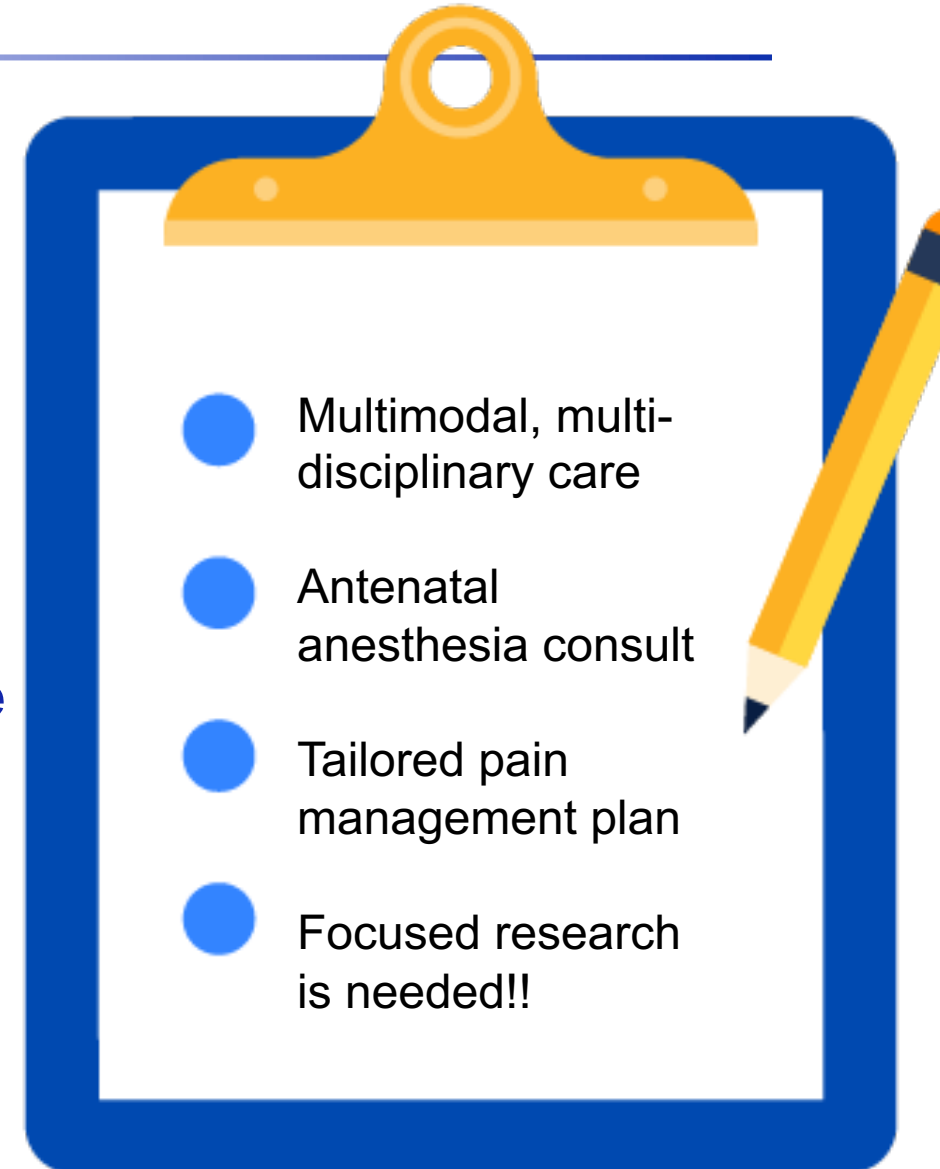 Multimodal, multi-
disciplinary care
Antenatal
anesthesia consult
e
Tailored pain
management plan
Focused research
is needed!!